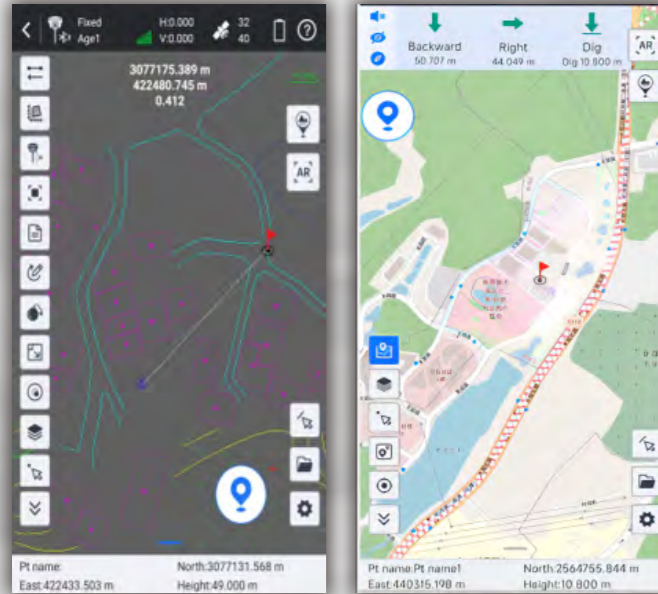 Fixed
Age1
H:0.000
V:0.000
32
40
3077175.389 m
422480.745 m
0.412
AR
Pt name:
North:3077131.568 m
East:422433.503 m
Height:49.000 m
Backward
50.707 m
Right
44.049 m
Dig
Dig 10.800 m
AR
Pt name:Pt name1
North:2564755.844 m
East:440315.198 m
Height:10.800 m